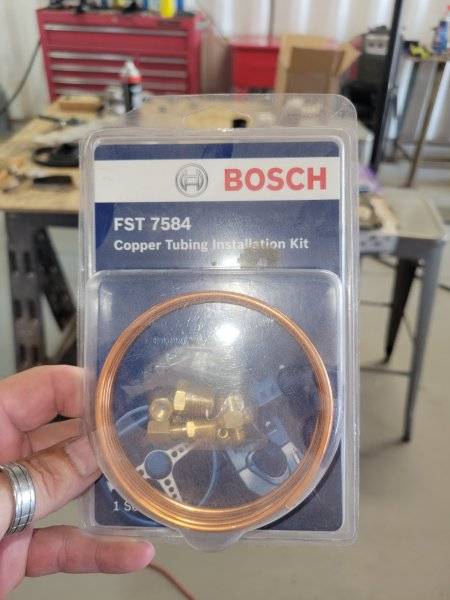 BOSCH
FST 7584
Copper Tubing Installation Kit